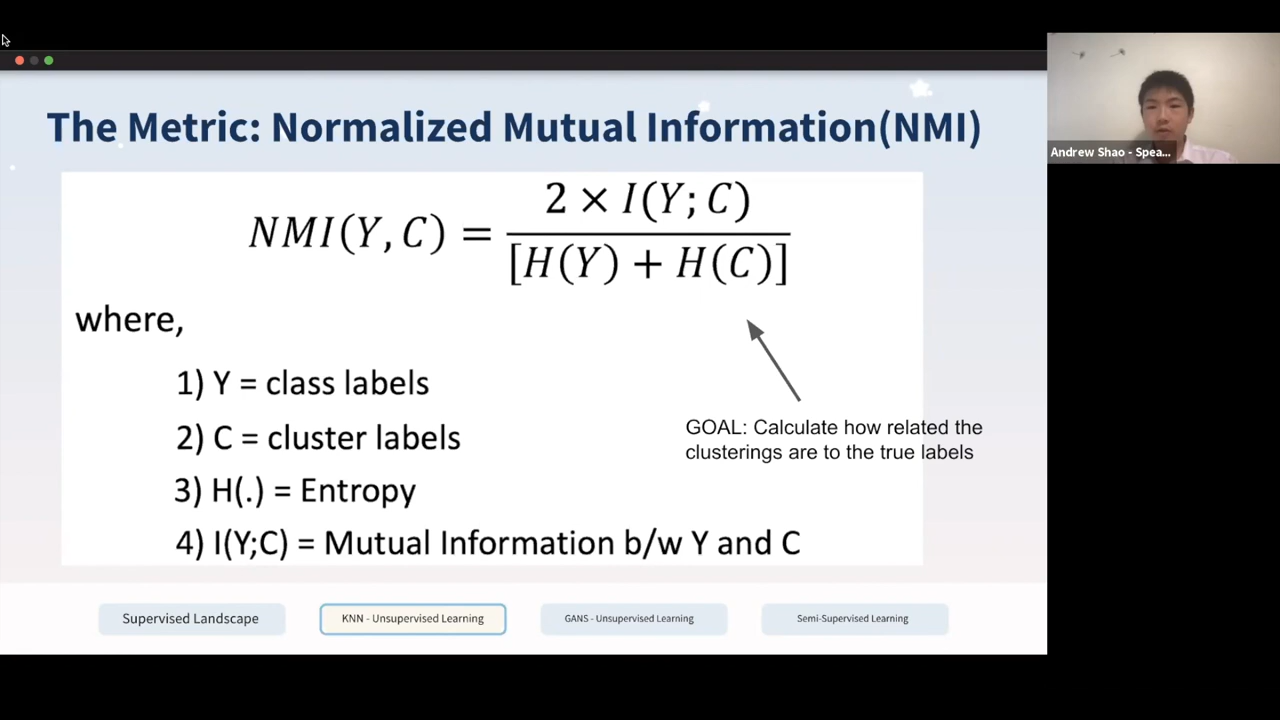 The Metric: Normalized Mutual Information(NMI)
NMI(Y, C) = 2 × I(Y; C) / [H(Y) + H(C)]
where,
1) Y = class labels
2) C = cluster labels
3) H(.) = Entropy
4) I(Y;C) = Mutual Information b/w Y and C
GOAL: Calculate how related the
clusterings are to the true labels
Supervised Landscape
KNN - Unsupervised Learning
GANS - Unsupervised Learning
Semi-Supervised Learning
Andrew Shao - Spea...